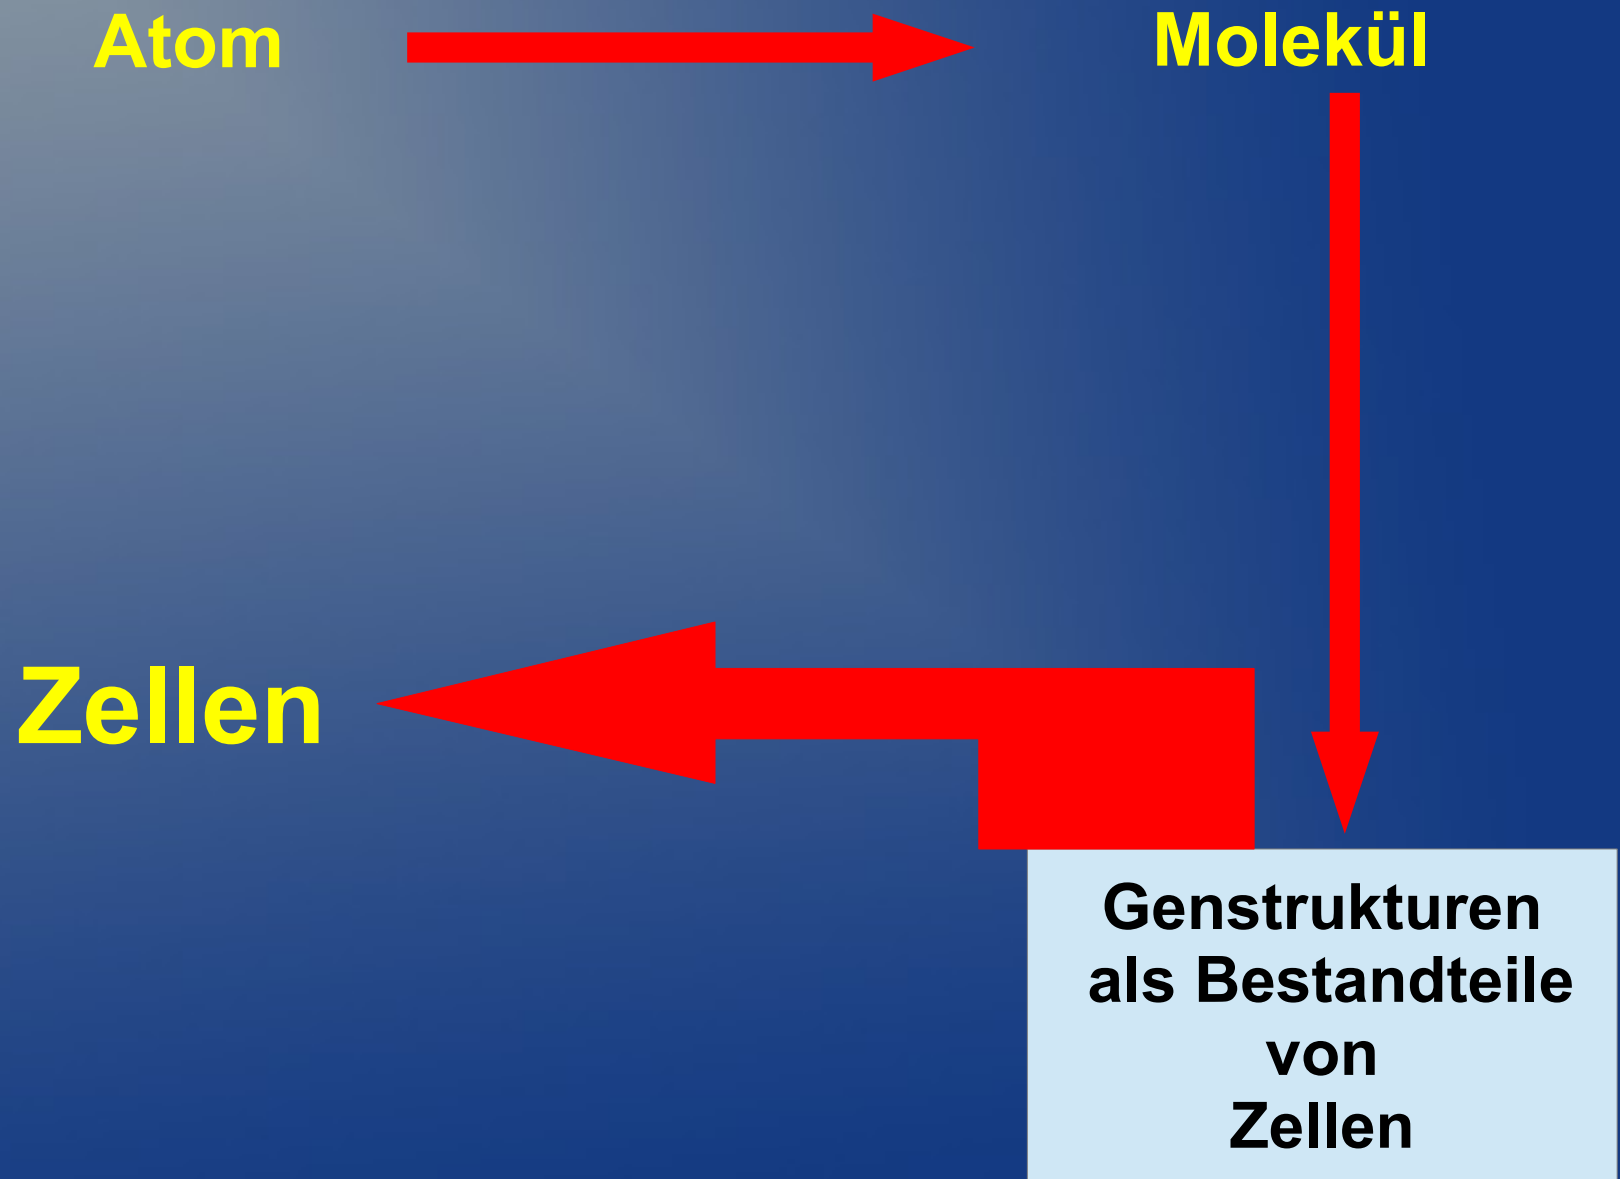 Atom
Molekül
Zellen
Genstrukturen
als Bestandteile
von
Zellen